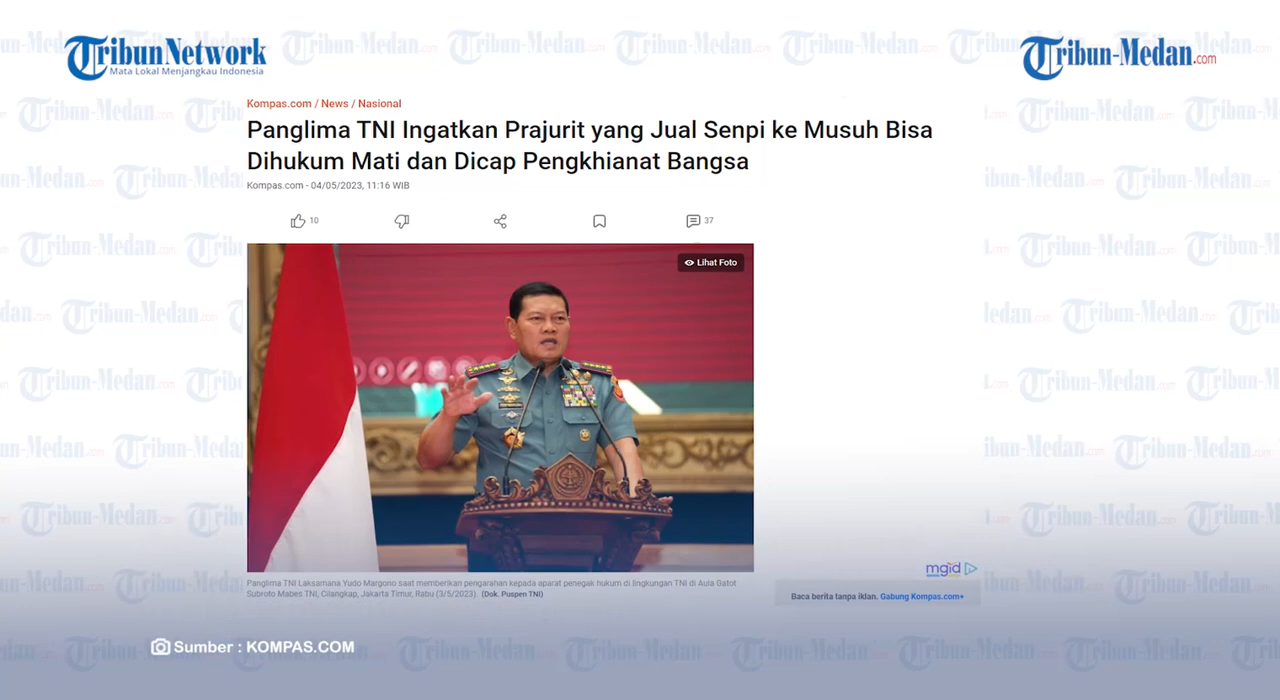 TribunNetwork
Mata Lokal Menjangkau Indonesia
Tribun-Medan.com
Kompas.com / News / Nasional
Panglima TNI Ingatkan Prajurit yang Jual Senpi ke Musuh Bisa
Dihukum Mati dan Dicap Pengkhianat Bangsa
Kompas.com - 04/05/2023, 11:16 WIB
10
37
Lihat Foto
Panglima TNI Laksamana Yudo Margono saat memberikan pengarahan kepada aparat penegak hukum di lingkungan TNI di Aula Gatot
Subroto Mabes TNI, Cilangkap, Jakarta Timur, Rabu (3/5/2023). (Dok. Puspen TNI)
mgid
Baca berita tanpa iklan. Gabung Kompas.com+
Sumber : KOMPAS.COM